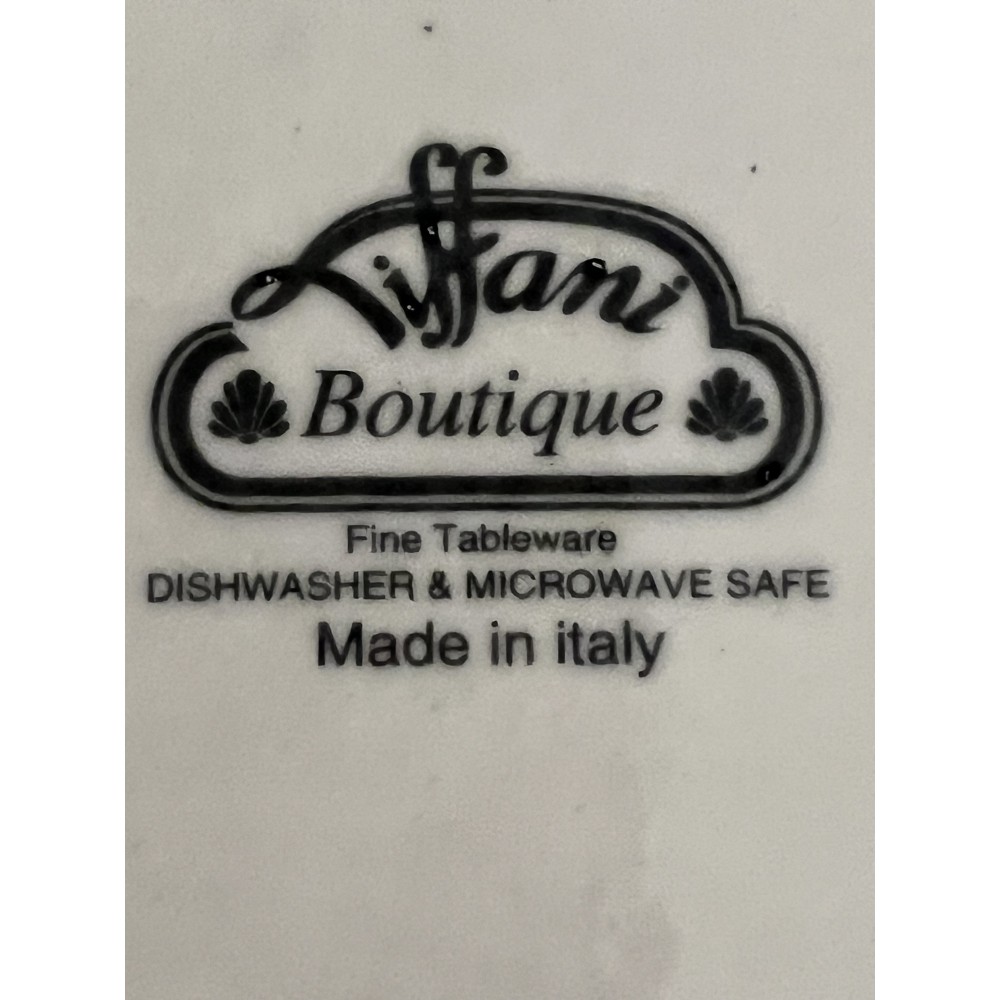 Tiffani
Boutique
Fine Tableware
DISHWASHER & MICROWAVE SAFE
Made in italy